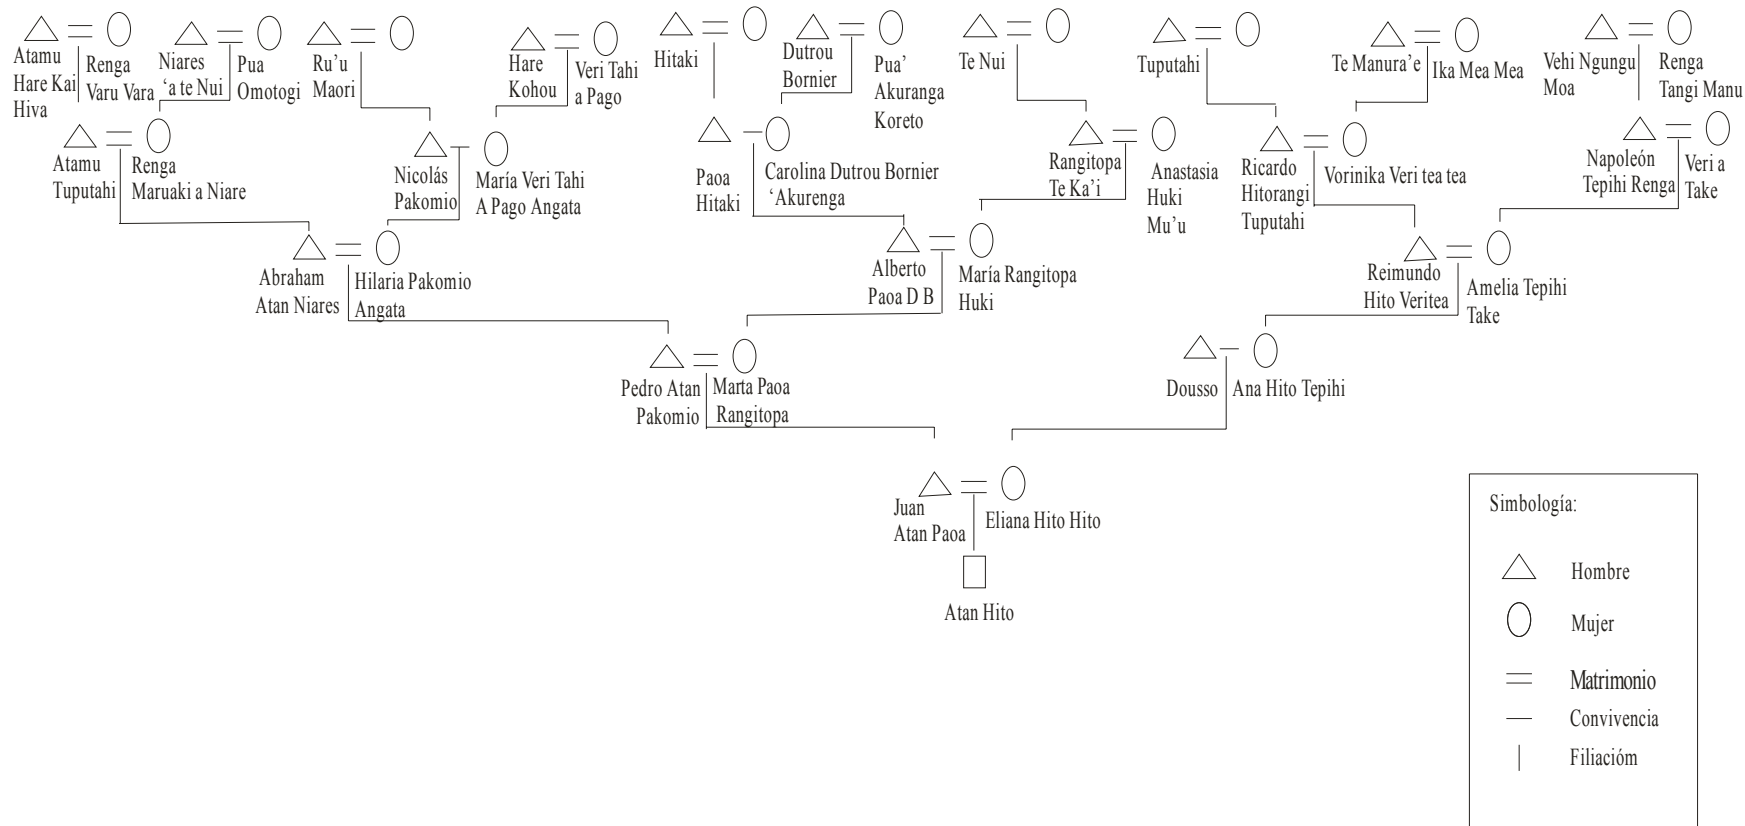 Atamu
Hare Kai
Hiva
Renga
Varu Vara
Niares
‘a te Nui
Pua
Omotogi
Ru’u
Maori
Hare
Kohou
Veri Tahi
a Pago
Hitaki
Dutrou
Bornier
Pua’
Akuranga
Koreto
Te Nui
Tuputahi
Te Manura’e
Ika Mea Mea
Vehi Ngungu
Moa
Renga
Tangi Manu
Atamu
Tuputahi
Renga
Maruaki a Niare
Nicolás
Pakomio
María Veri Tahi
A Pago Angata
Paoa
Hitaki
Carolina Dutrou Bornier
‘Akurenga
Rangitopa
Te Ka’i
Anastasia
Huki
Mu’u
Ricardo
Hitorangi
Tuputahi
Vorinika Veri tea tea
Napoleón
Tepihi Renga
Veri a
Take
Abraham
Atan Niares
Hilaria Pakomio
Angata
Alberto
Paoa D B
María Rangitopa
Huki
Reimundo
Hito Veritea
Amelia Tepihi
Take
Pedro Atan
Pakomio
Marta Paoa
Rangitopa
Dousso
Ana Hito Tepihi
Juan
Atan Paoa
Eliana Hito Hito
Atan Hito
Simbología:
Hombre
Mujer
Matrimonio
Convivencia
Filiacióm